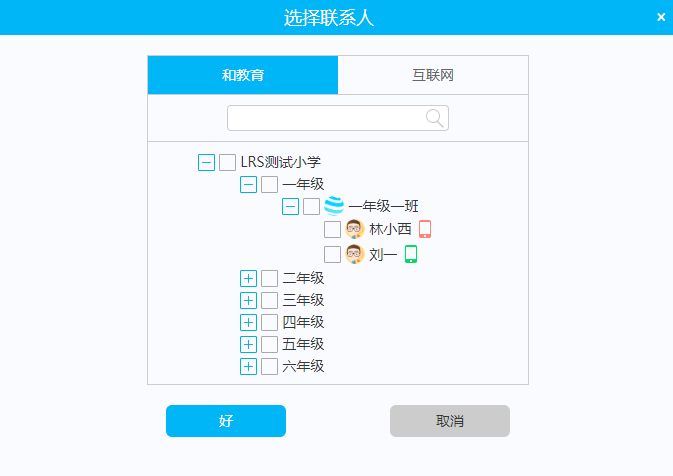 选择联系人 ×
和教育 互联网
LRS测试小学
一年级
一年级一班
林小西
刘一
二年级
三年级
四年级
五年级
六年级
好 取消